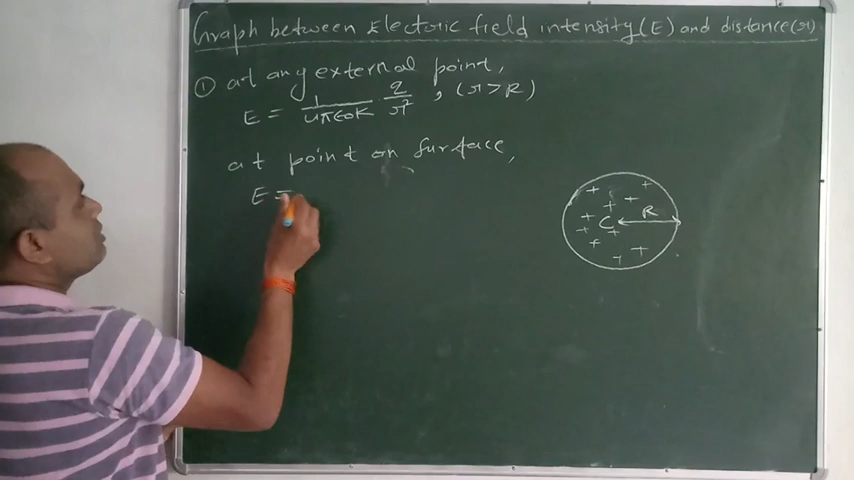 Graph between Electric field intensity (E) and distance (r)
① at any external point,
E = 1/4πε0K q/r², (r > R)
at point on surface,
E =
C R